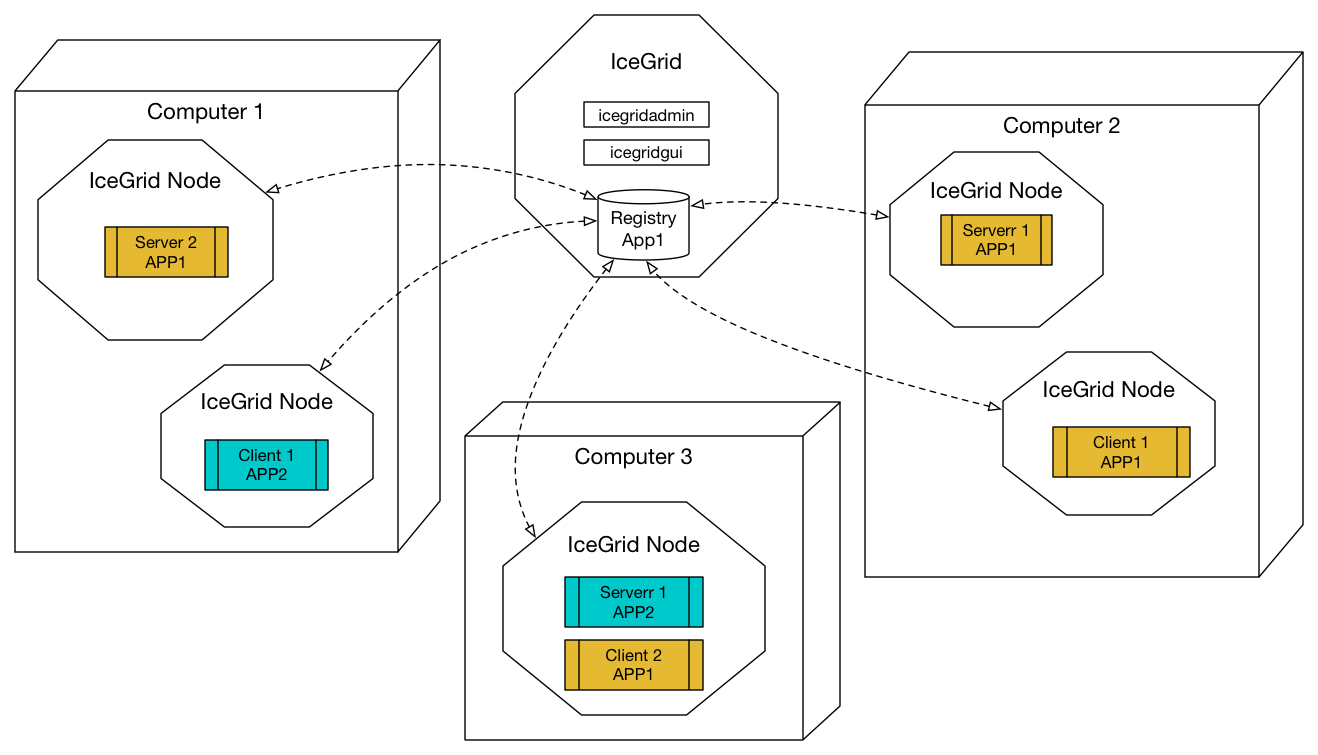 IceGrid
icegridadmin
icegridgui
Registry
App1
Computer 1
IceGrid Node
Server 2
APP1
IceGrid Node
Client 1
APP2
Computer 2
IceGrid Node
Serverr 1
APP1
IceGrid Node
Client 1
APP1
Computer 3
IceGrid Node
Serverr 1
APP2
Client 2
APP1